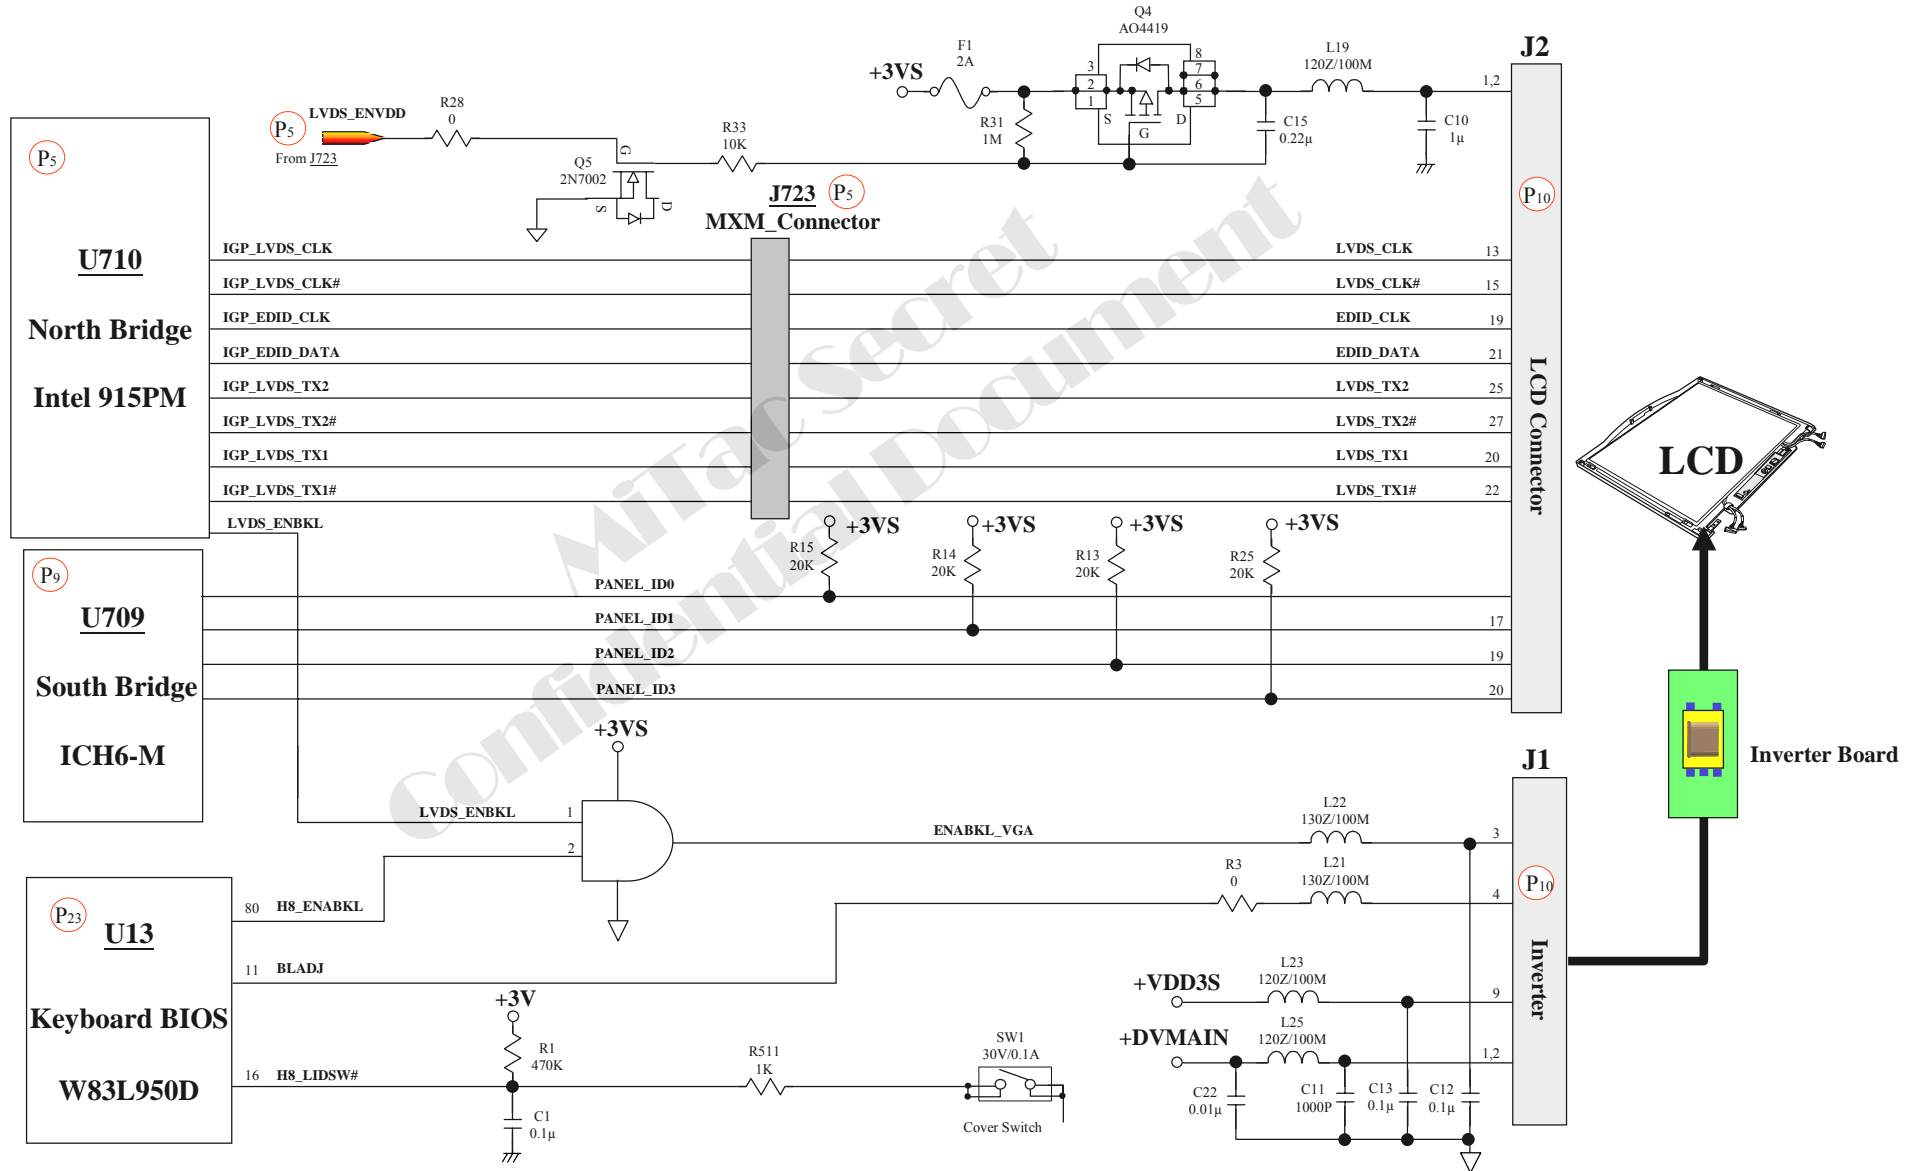 Q4
AO4419
J2
F1
2A
L19
120Z/100M
+3VS
3
2
1
8
7
6
5
1,2
S
G
D
R31
1M
C15
0.22µ
C10
1µ
P5
LVDS_ENVDD
From J723
R28
0
R33
10K
Q5
2N7002
G
S
D
J723
P5
MXM_Connector
P5
U710
North Bridge
Intel 915PM
P10
LCD Connector
IGP_LVDS_CLK
LVDS_CLK
13
IGP_LVDS_CLK#
LVDS_CLK#
15
IGP_EDID_CLK
EDID_CLK
19
IGP_EDID_DATA
EDID_DATA
21
IGP_LVDS_TX2
LVDS_TX2
25
IGP_LVDS_TX2#
LVDS_TX2#
27
IGP_LVDS_TX1
LVDS_TX1
20
IGP_LVDS_TX1#
LVDS_TX1#
22
LVDS_ENBKL
MiTac Secret
Confidential Document
LCD
+3VS
+3VS
+3VS
+3VS
R15
20K
R14
20K
R13
20K
R25
20K
P9
U709
South Bridge
ICH6-M
PANEL_ID0
PANEL_ID1
17
PANEL_ID2
19
PANEL_ID3
20
+3VS
LVDS_ENBKL
1
2
ENABKL_VGA
L22
130Z/100M
3
J1
Inverter Board
R3
0
L21
130Z/100M
4
P10
Inverter
P23
U13
Keyboard BIOS
W83L950D
80 H8_ENABKL
11 BLADJ
16 H8_LIDSW#
+3V
R1
470K
C1
0.1µ
R511
1K
SW1
30V/0.1A
Cover Switch
+VDD3S
L23
120Z/100M
9
+DVMAIN
L25
120Z/100M
1,2
C22
0.01µ
C11
1000P
C13
0.1µ
C12
0.1µ